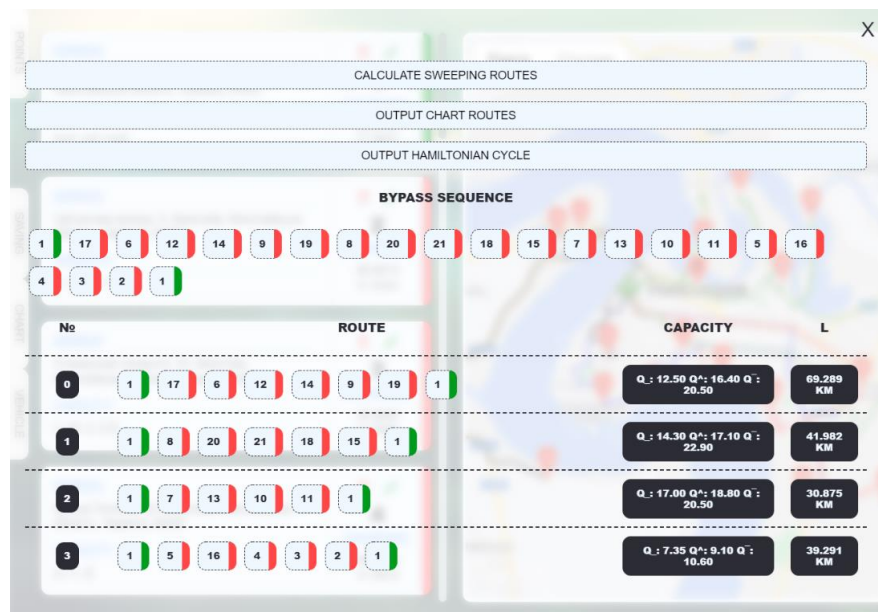 X
CALCULATE SWEEPING ROUTES
OUTPUT CHART ROUTES
OUTPUT HAMILTONIAN CYCLE
BYPASS SEQUENCE
1 17 6 12 14 9 19 8 20 21 18 15 7 13 10 11 5 16
4 3 2 1
№ ROUTE CAPACITY L
0 1 17 6 12 14 9 19 1 Q_: 12.50 Q^: 16.40 Q¯: 20.50 69.289 KM
1 1 8 20 21 18 15 1 Q_: 14.30 Q^: 17.10 Q¯: 22.90 41.982 KM
2 1 7 13 10 11 1 Q_: 17.00 Q^: 18.80 Q¯: 20.50 30.875 KM
3 1 5 16 4 3 2 1 Q_: 7.35 Q^: 9.10 Q¯: 10.60 39.291 KM
POINTS
SAVING
CHART
VEHICLE